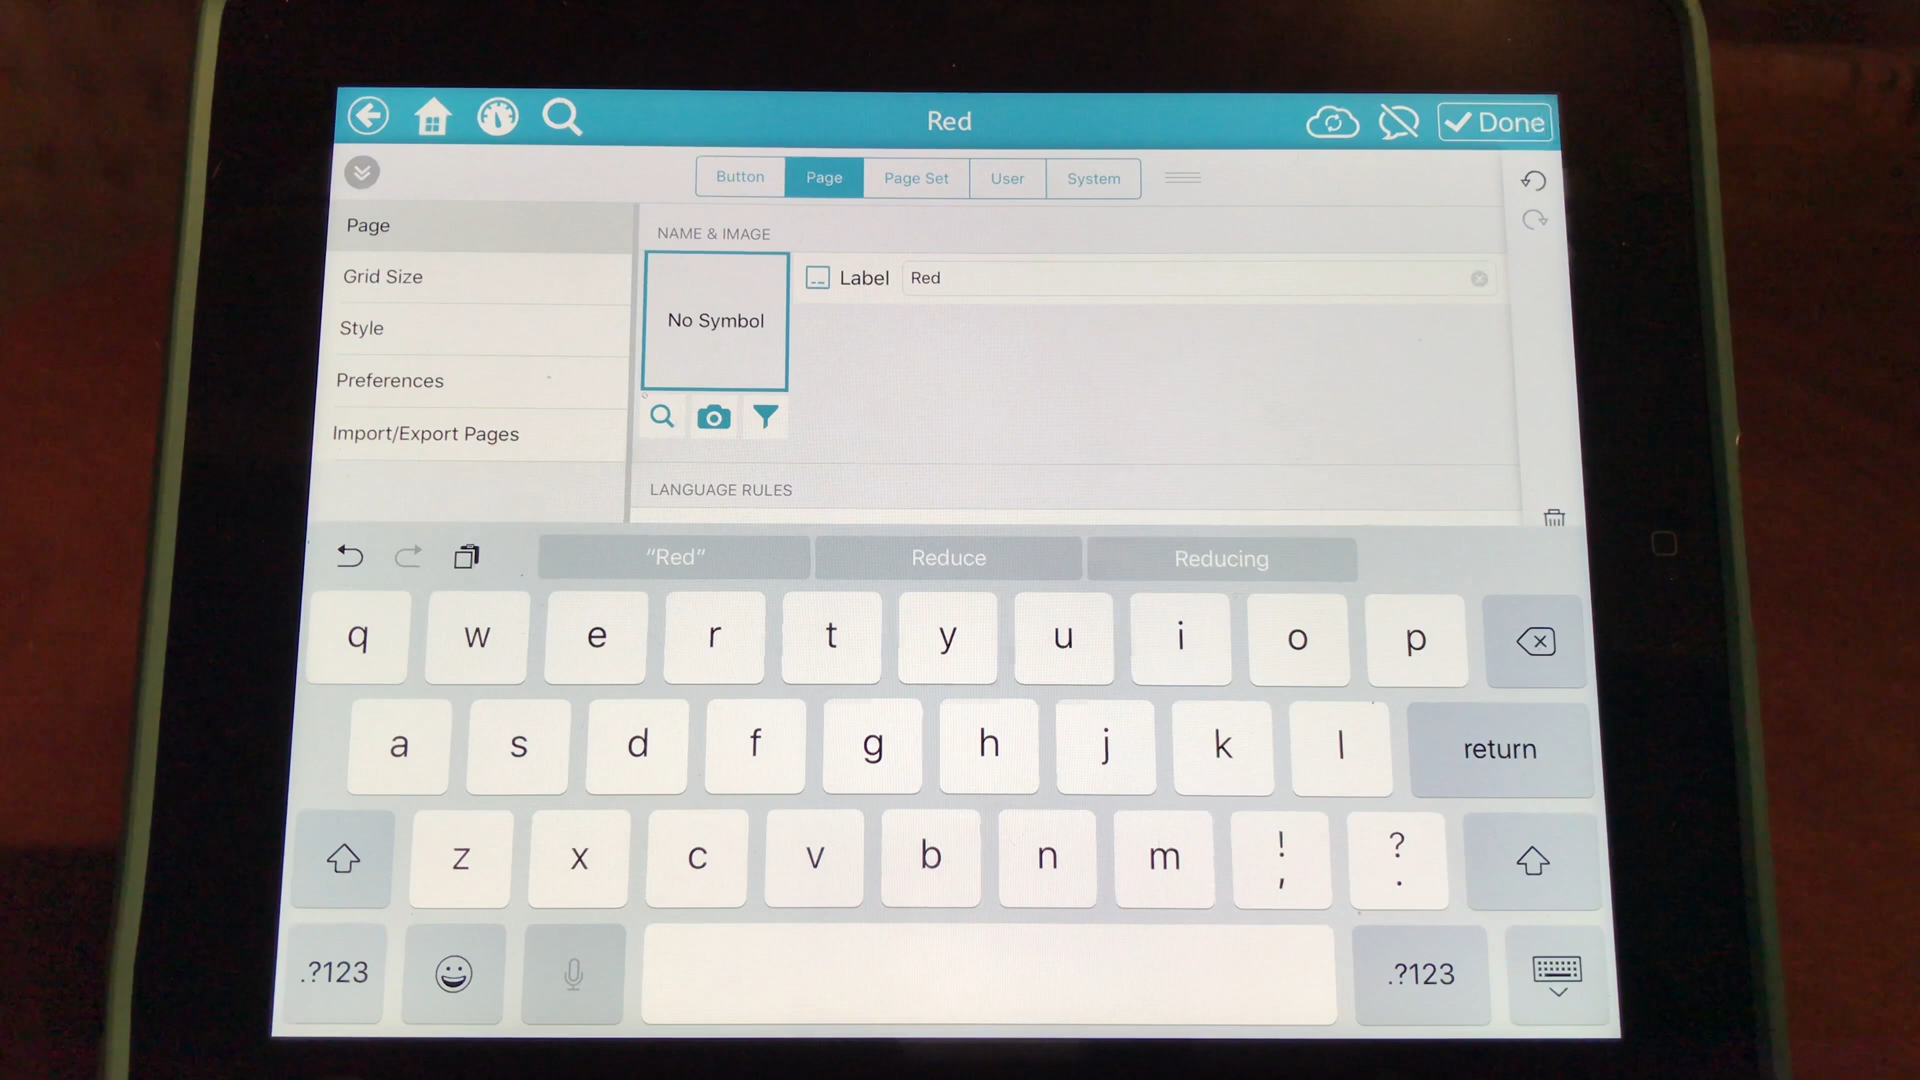 Red
Done
Button Page Page Set User System
Page
Grid Size
Style
Preferences
Import/Export Pages
NAME & IMAGE
No Symbol
Label Red
LANGUAGE RULES
"Red" Reduce Reducing
q w e r t y u i o p
a s d f g h j k l return
z x c v b n m ! , ? .
.?123 .?123